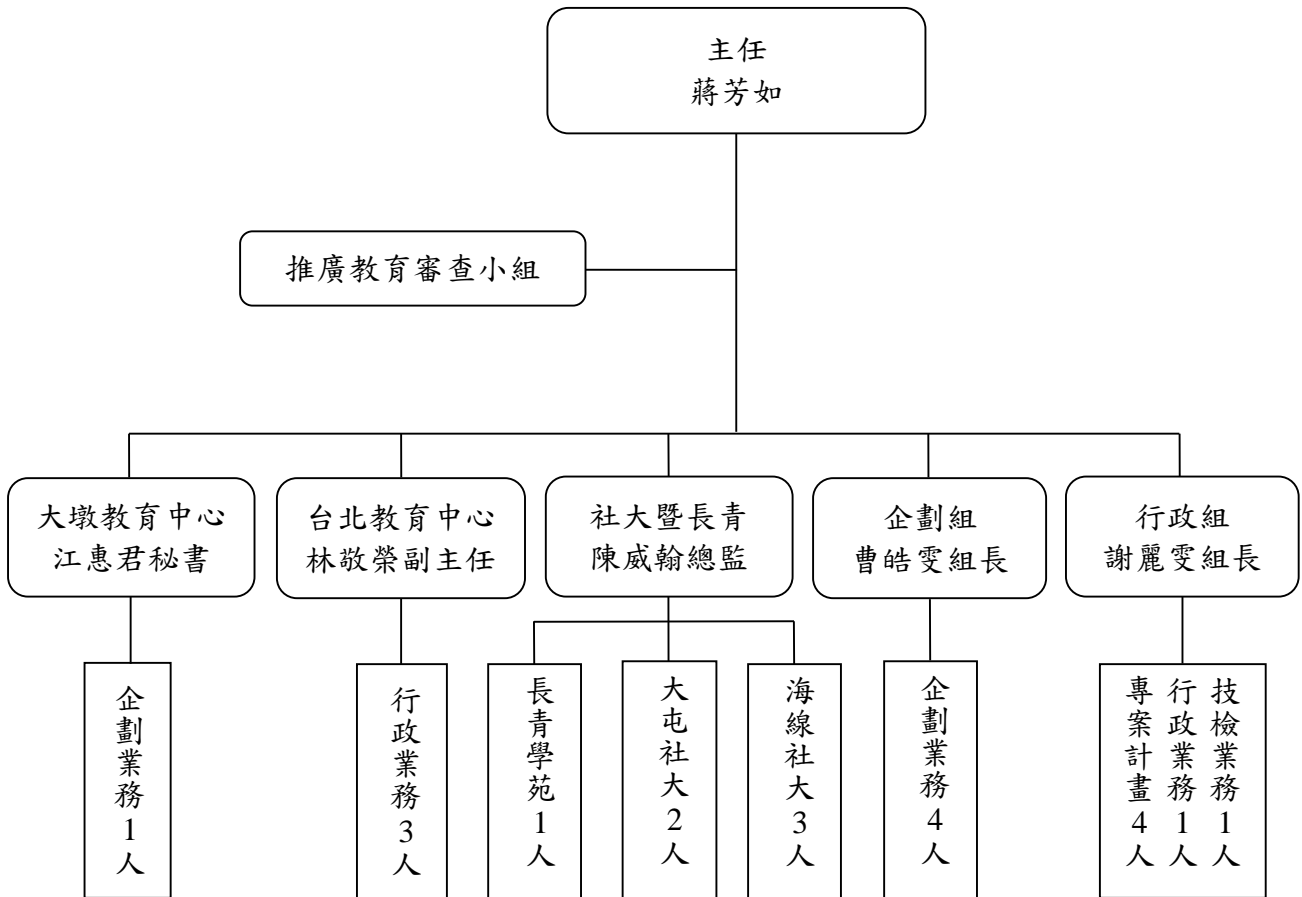 主任
蔣芳如
推廣教育審查小組
大墩教育中心
江惠君秘書
台北教育中心
林敬榮副主任
社大暨長青
陳威翰總監
企劃組
曹皓雯組長
行政組
謝麗雯組長
企劃業務1人
行政業務3人
長青學苑1人
大屯社大2人
海線社大3人
企劃業務4人
技檢業務1人
行政業務1人
專案計畫4人